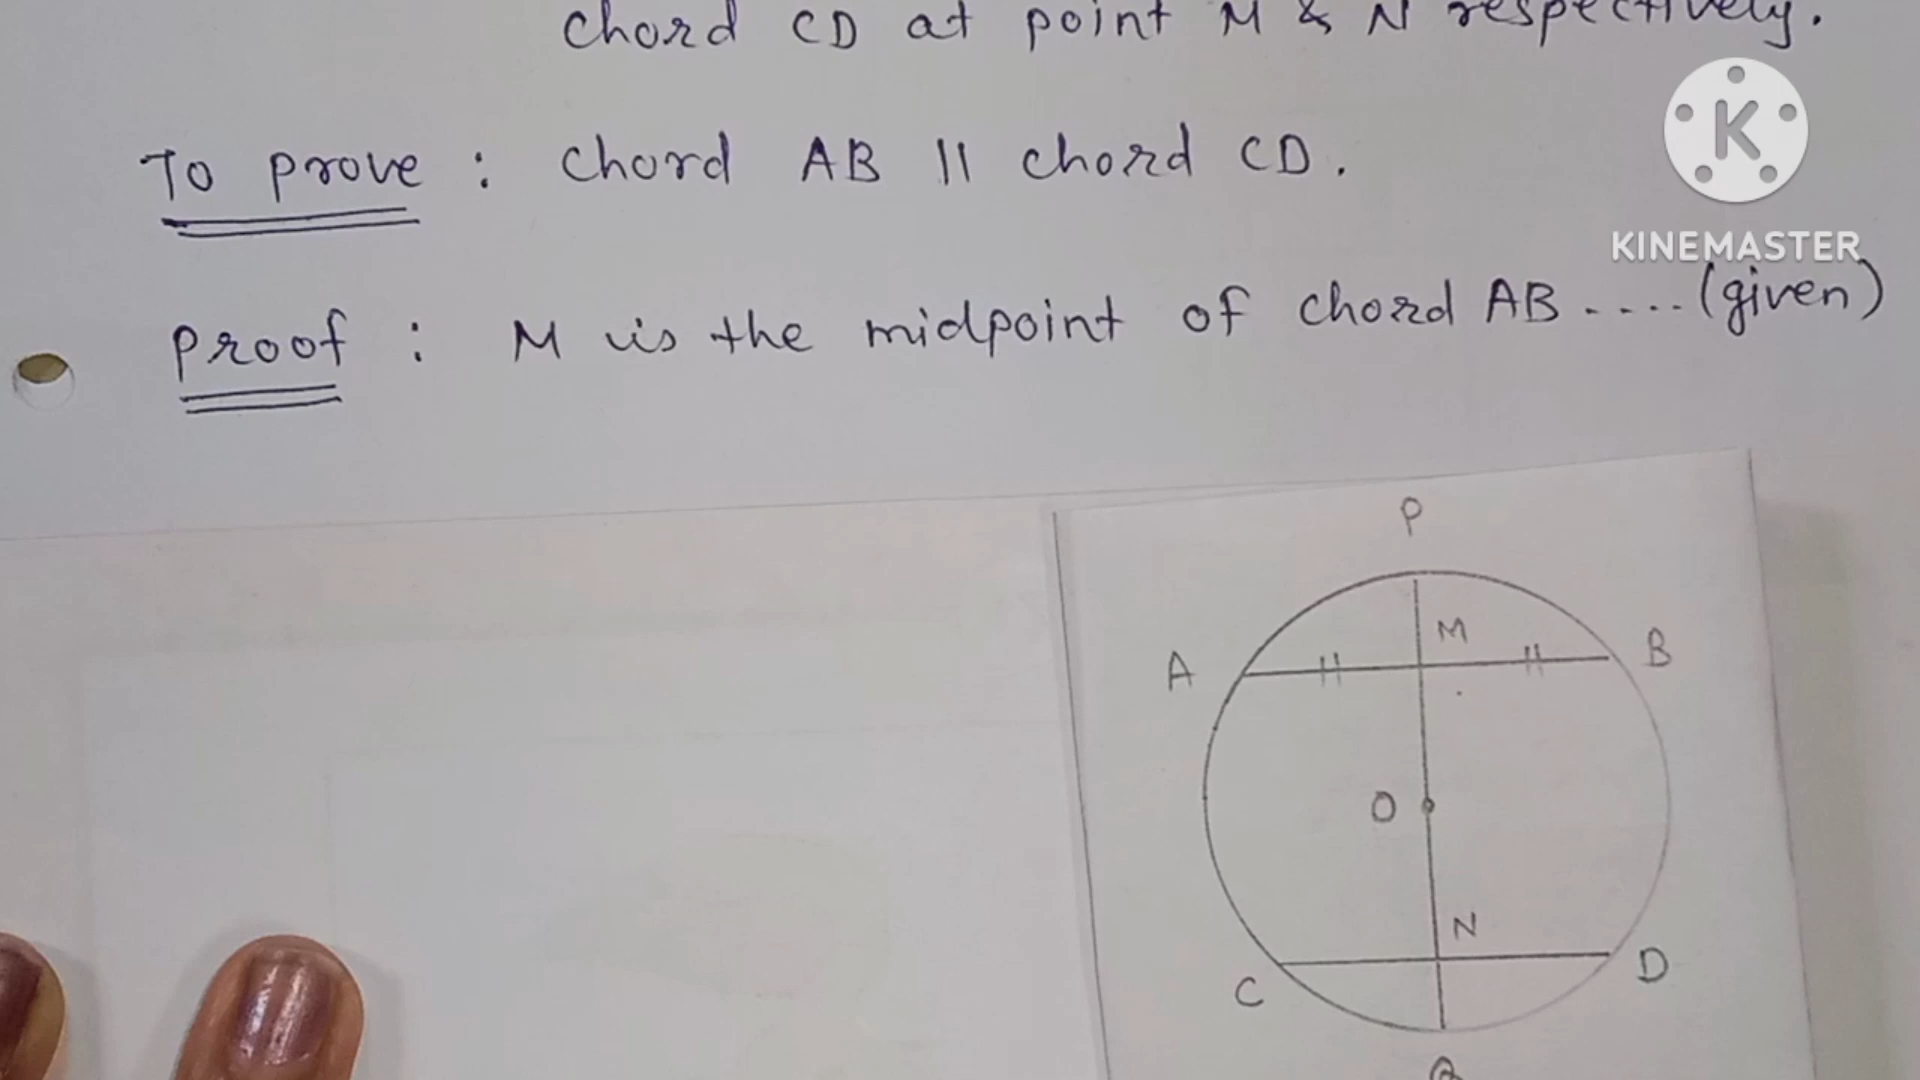 chord CD at point M & N respectively.
To prove : chord AB || chord CD.
K
KINEMASTER
Proof : M is the midpoint of chord AB ....(given)
P
M
A
B
O
N
C
D
Q